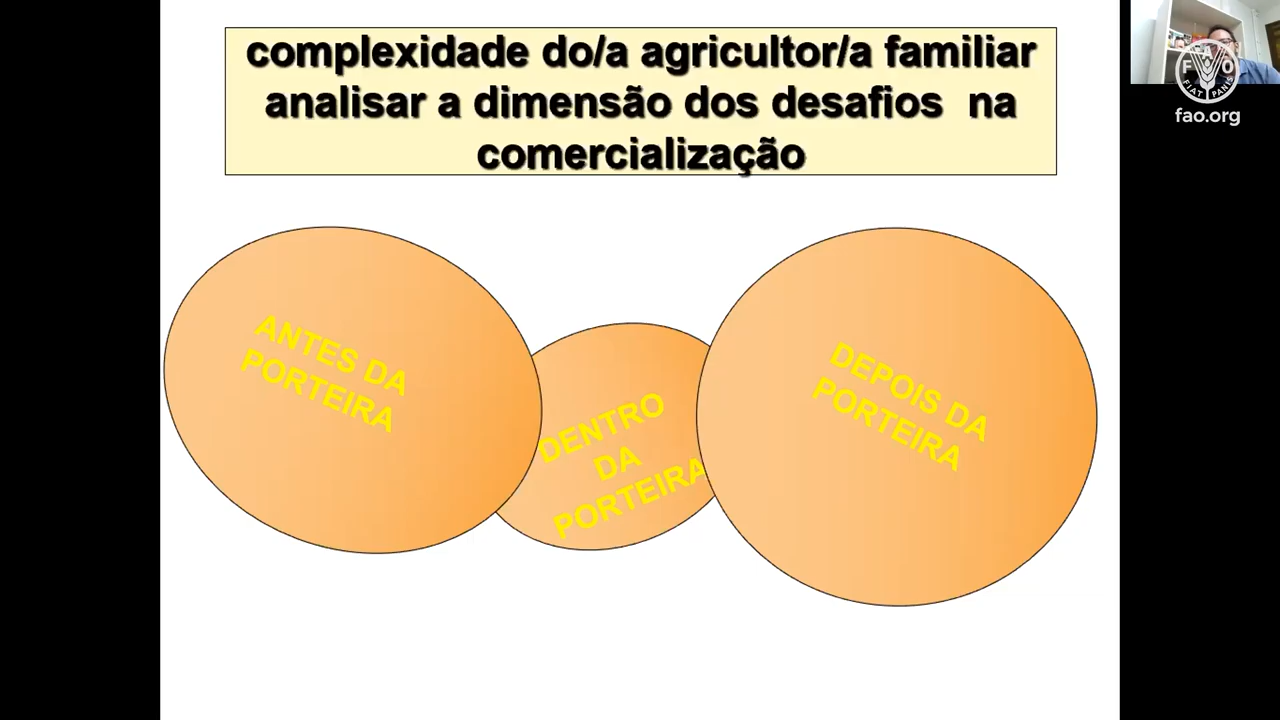 complexidade do/a agricultor/a familiar
analisar a dimensão dos desafios na
comercialização
ANTES DA
PORTEIRA
DENTRO
DA
PORTEIRA
DEPOIS DA
PORTEIRA
F A O
FIAT PANIS
fao.org